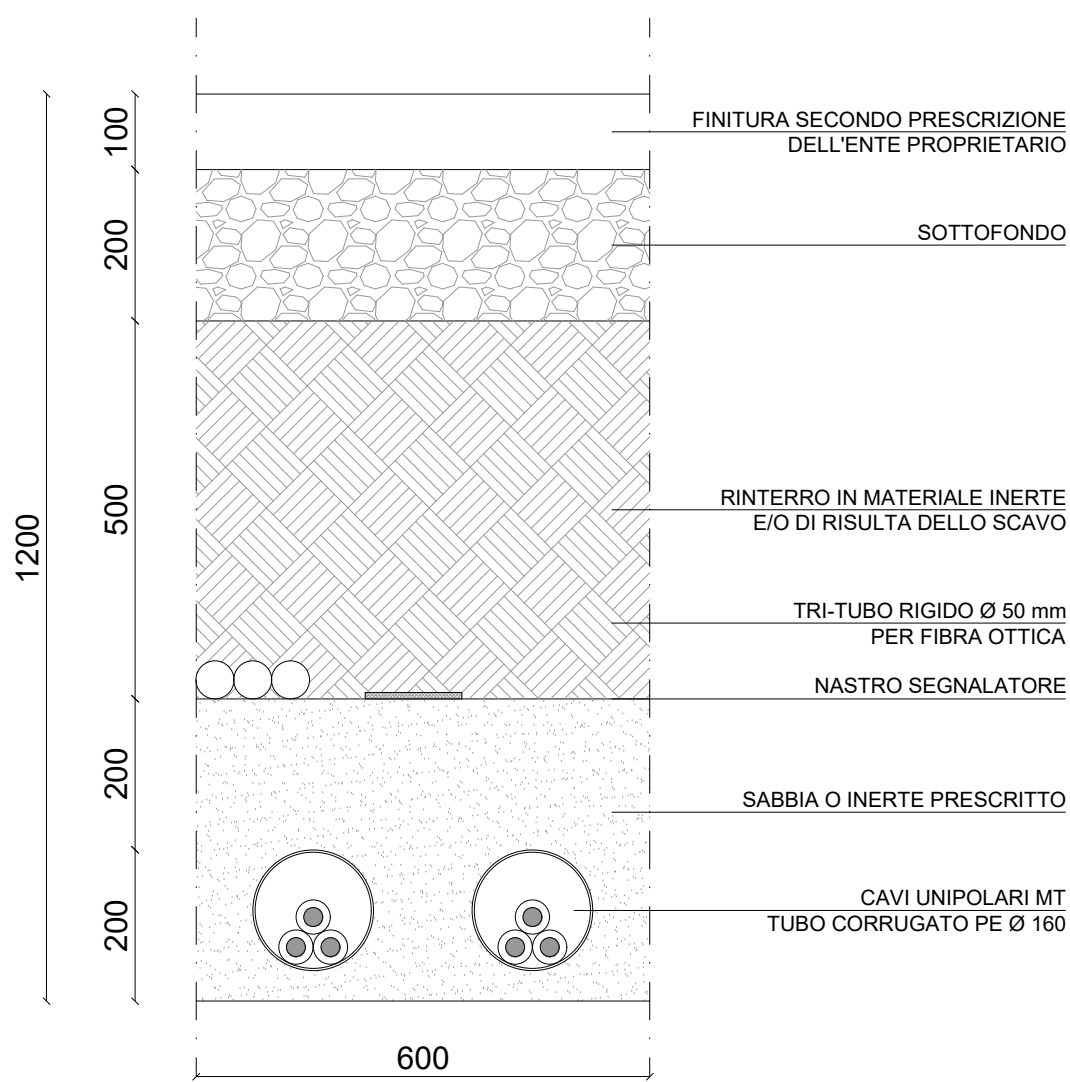 100
FINITURA SECONDO PRESCRIZIONE
DELL'ENTE PROPRIETARIO
200
SOTTOFONDO
1200
500
RINTERRO IN MATERIALE INERTE
E/O DI RISULTA DELLO SCAVO
TRI-TUBO RIGIDO Ø 50 mm
PER FIBRA OTTICA
NASTRO SEGNALATORE
200
SABBIA O INERTE PRESCRITTO
200
CAVI UNIPOLARI MT
TUBO CORRUGATO PE Ø 160
600